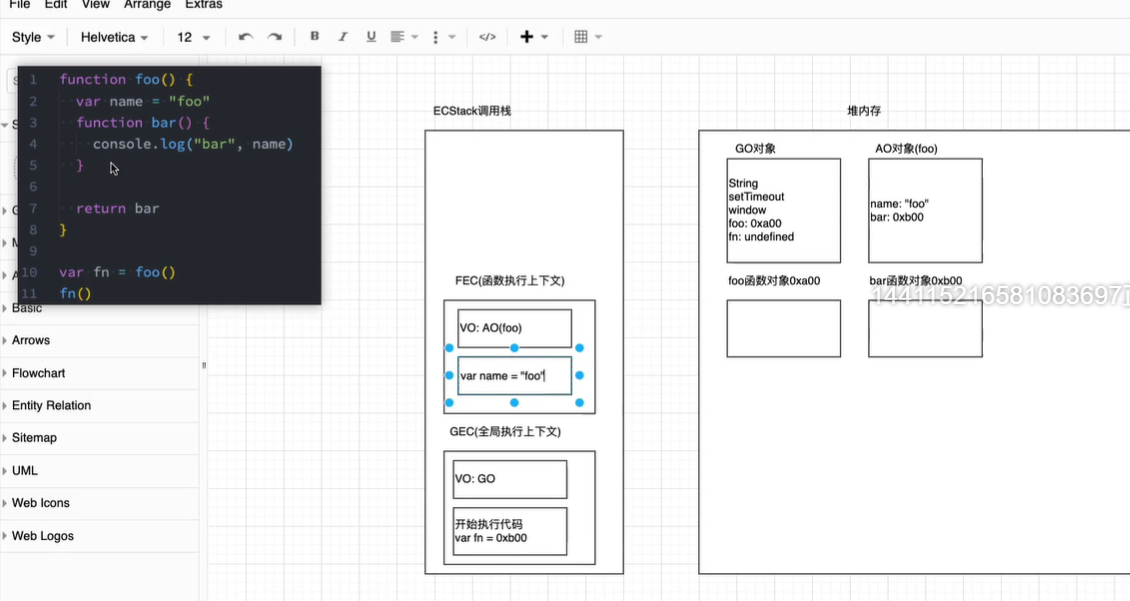 File Edit View Arrange Extras
Style Helvetica 12 B I U </>
1 function foo() {
2 var name = "foo"
3 function bar() {
4 console.log("bar", name)
5 }
6
7 return bar
8 }
9
10 var fn = foo()
11 fn()
Basic
Arrows
Flowchart
Entity Relation
Sitemap
UML
Web Icons
Web Logos
ECStack调用栈
FEC(函数执行上下文)
VO: AO(foo)
var name = "foo"
GEC(全局执行上下文)
VO: GO
开始执行代码
var fn = 0xb00
堆内存
GO对象
String
setTimeout
window
foo: 0xa00
fn: undefined
AO对象(foo)
name: "foo"
bar: 0xb00
foo函数对象0xa00
bar函数对象0xb00
144115216581083697